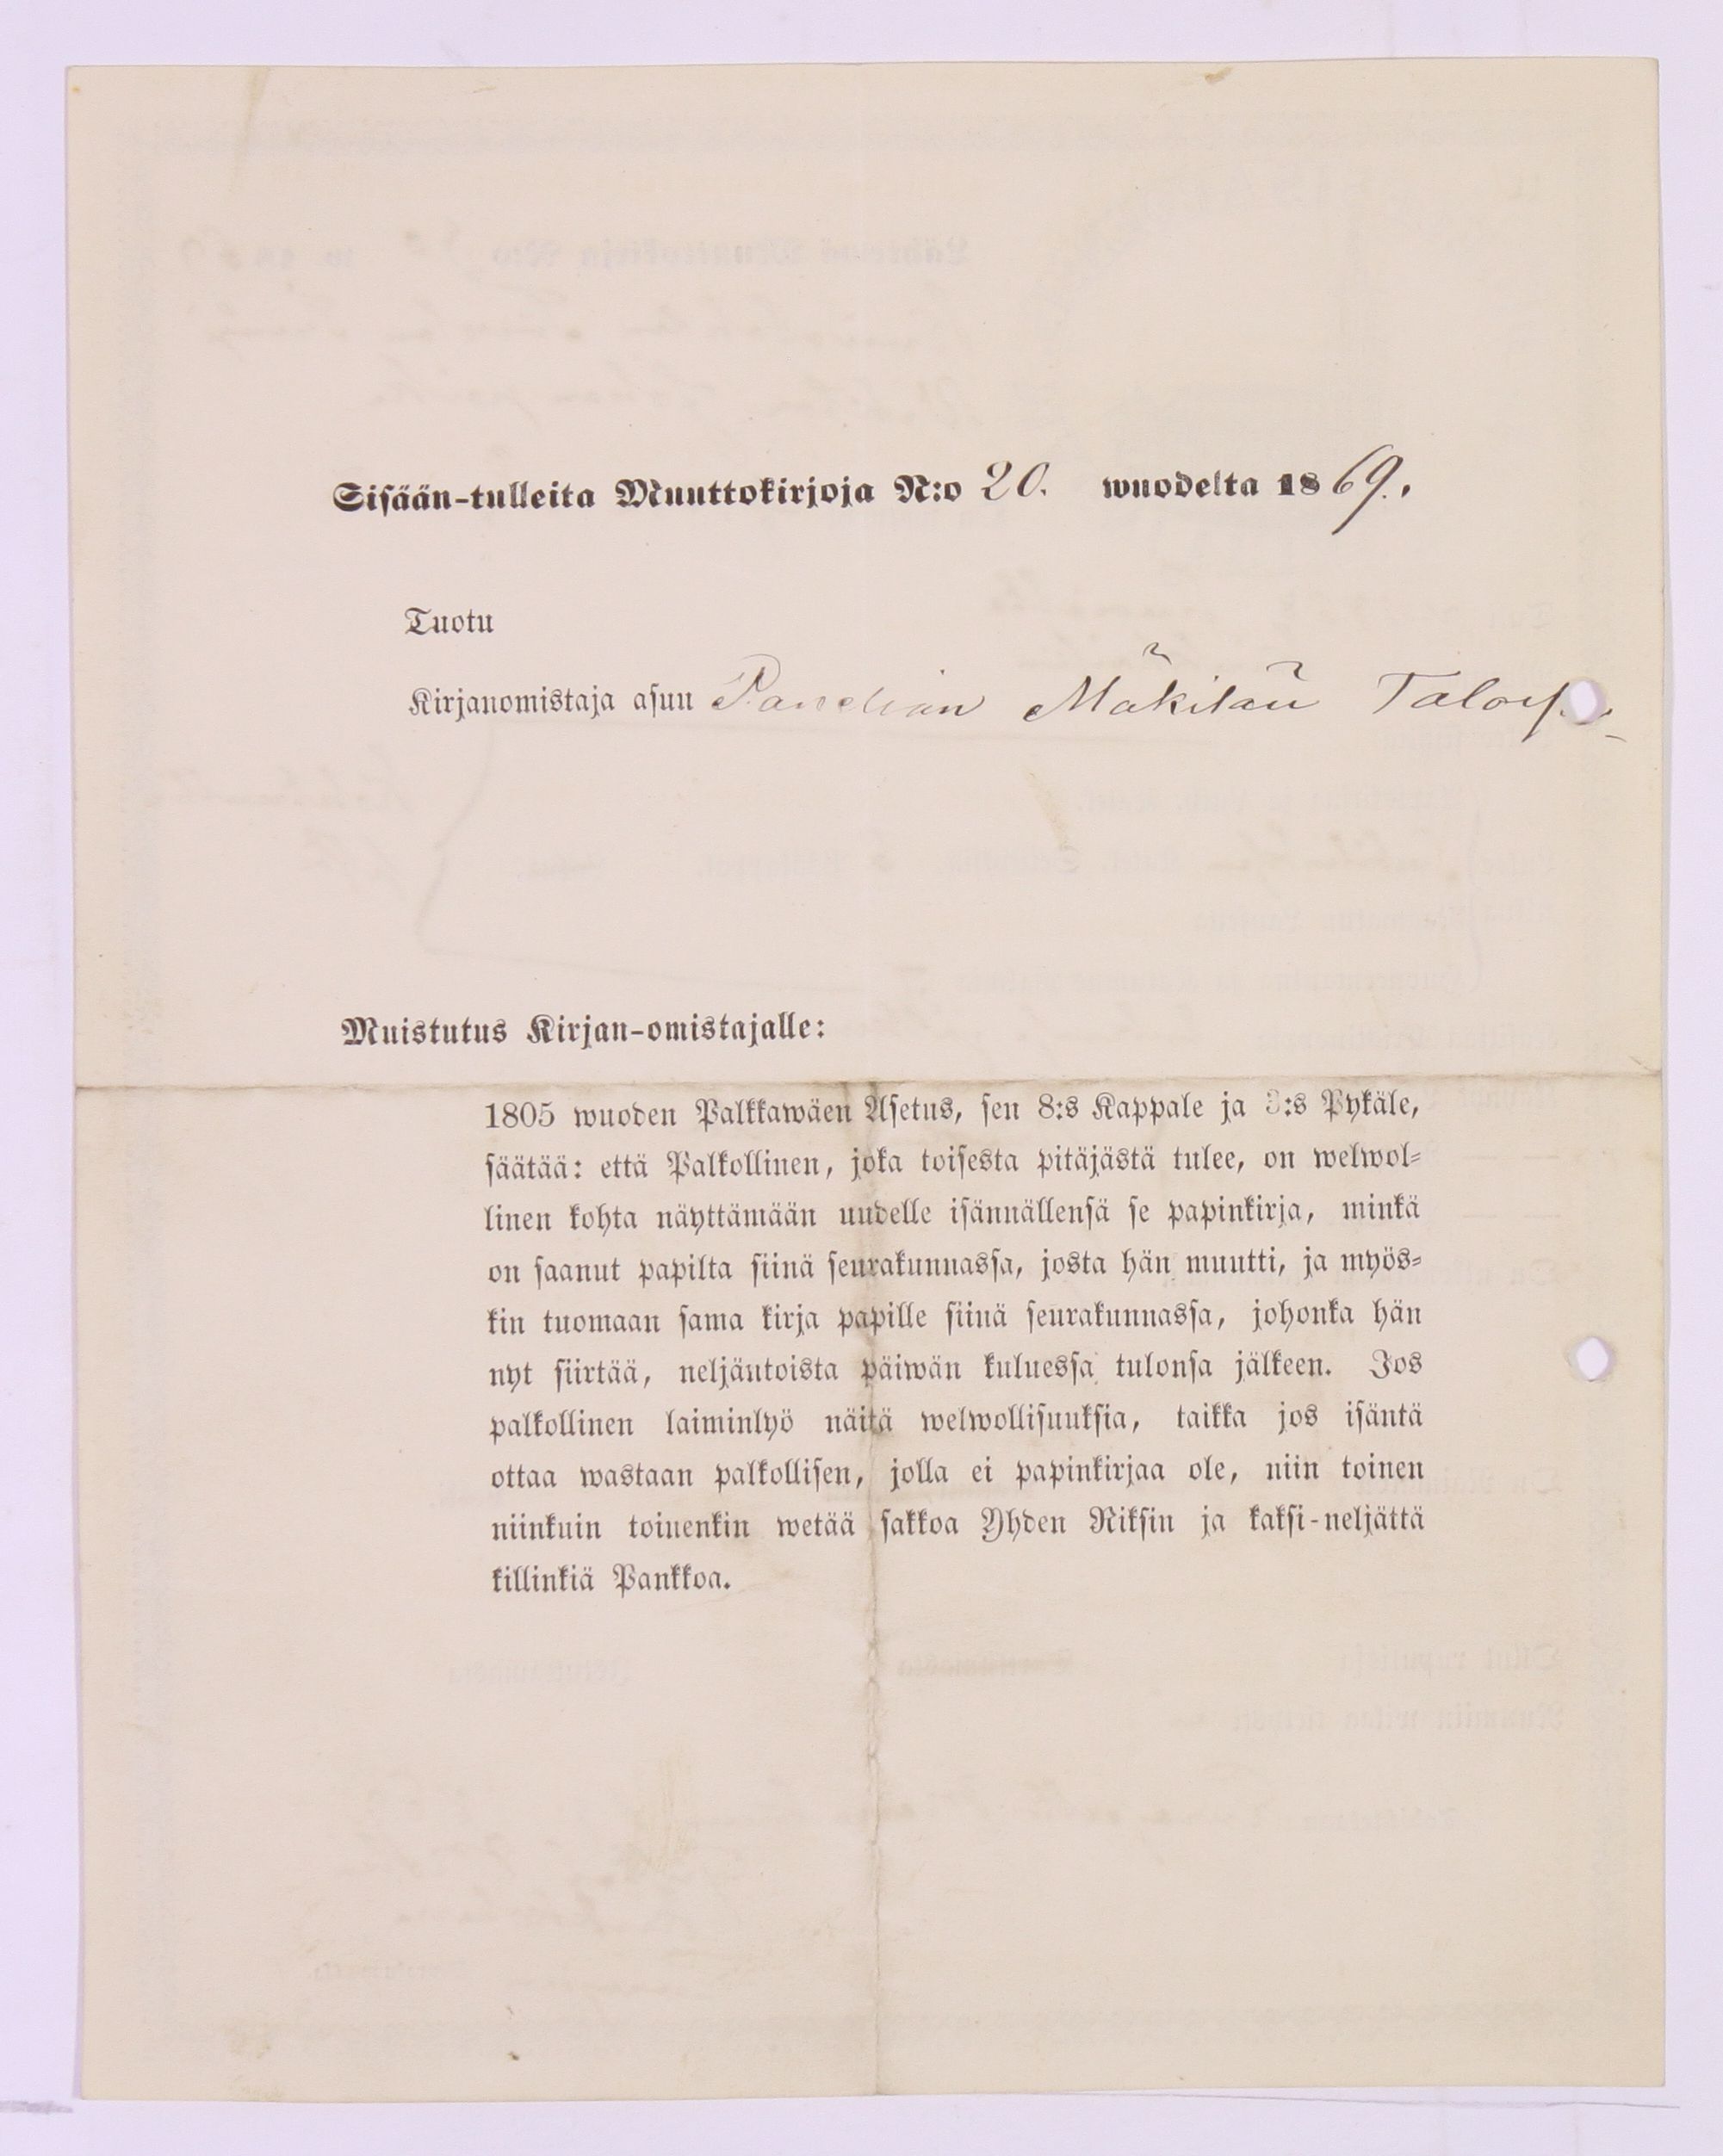 Sisään-tulleita Muuttokirjoja N:o 20. wuodelta 1869.
Tuotu
Kirjanomistaja asuu Mäkilän
Muistutus Kirjan-omistajalle:
1805 wuoden Palkkawäen Asetus, sen 8:s Kappale ja 3:s Pykäle,
säätää: että Palkollinen, joka toisesta pitäjästä tulee, on welwol-
linen kohta näyttämään uudelle isännällensä se papinkirja, minkä
on saanut papilta siinä seurakunnassa, josta hän muutti, ja myös-
kin tuomaan sama kirja papille siinä seurakunnassa, johonka hän
nyt siirtää, neljäntoista päiwän kuluessa tulonsa jälkeen. Jos
palkollinen laiminlyö näitä welwollisuuksia, taikka jos isäntä
ottaa wastaan palkollisen, jolla ei papinkirjaa ole, niin toinen
niinkuin toinenkin wetää sakkoa Yhden Riksin ja kaksi-neljättä
killinkiä Pankkoa.